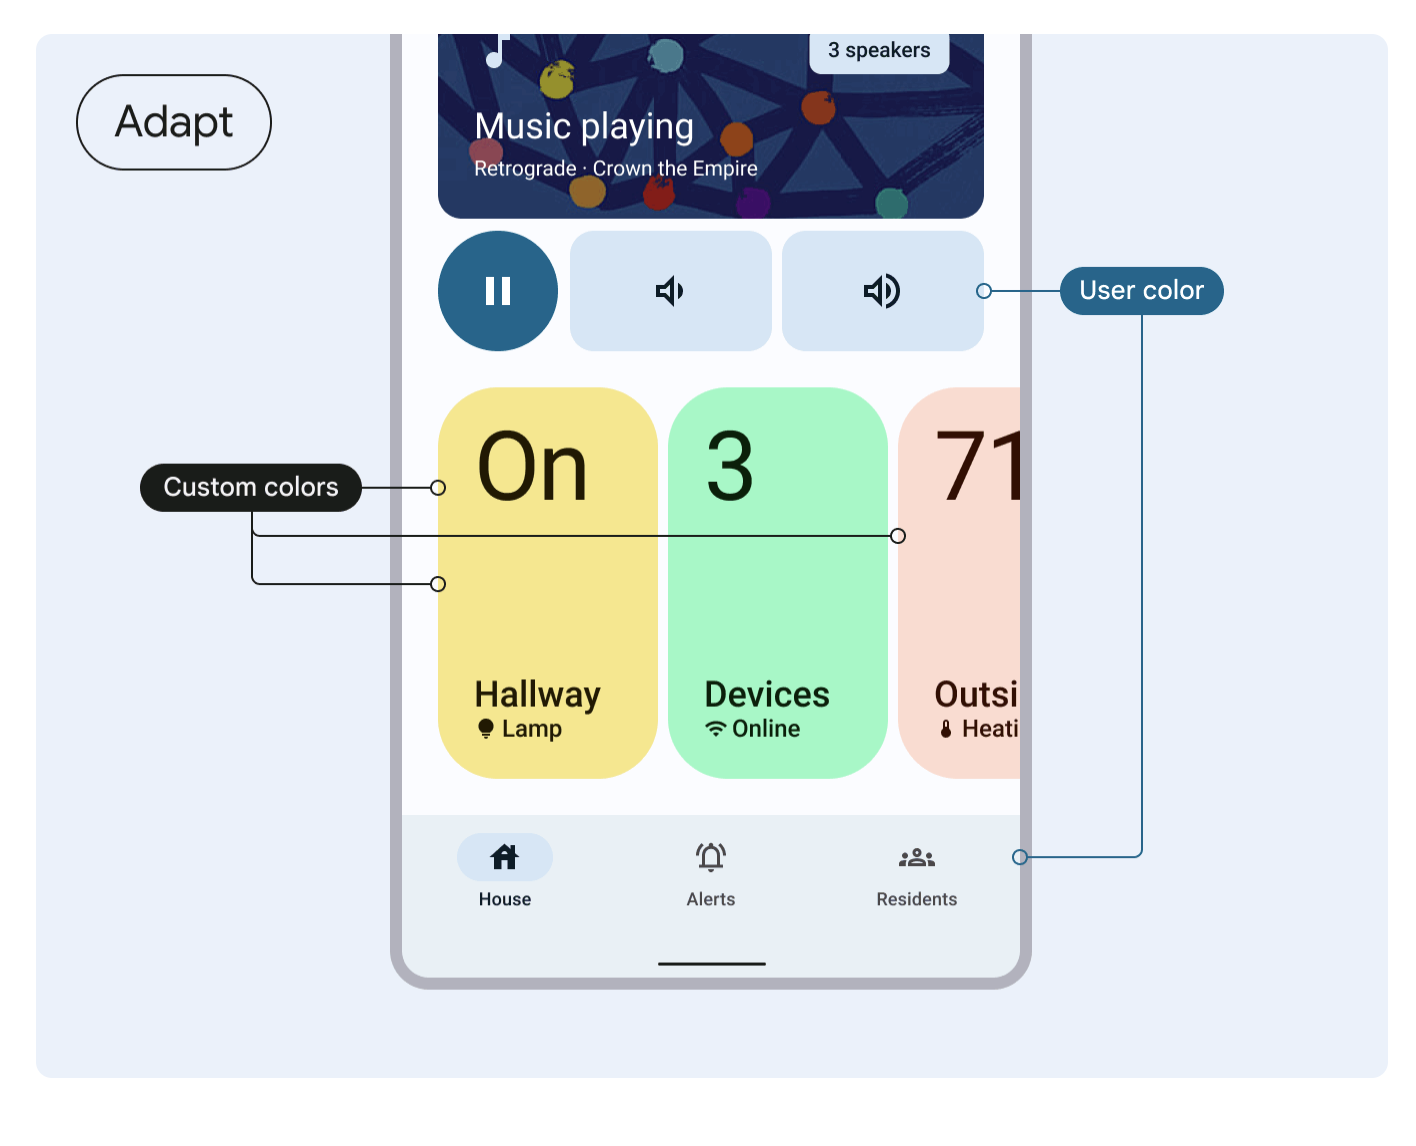 Adapt
3 speakers
Music playing
Retrograde · Crown the Empire
User color
Custom colors
On
3
71
Hallway
Devices
Outsi
Lamp
Online
Heati
House
Alerts
Residents